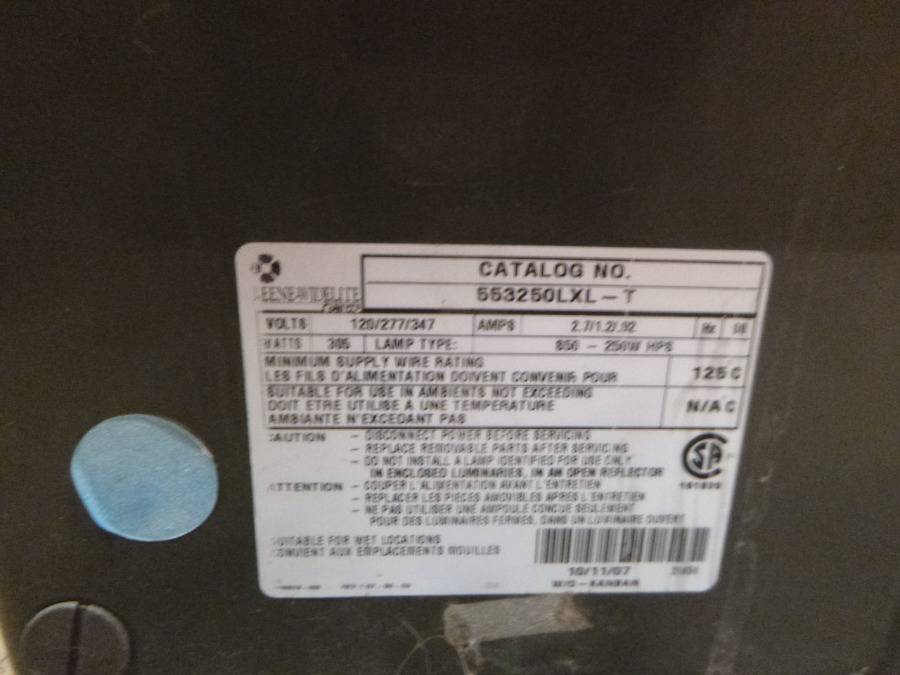 KEENE-WIDELITE
CATALOG NO.
553250LXL-T
VOLTS 120/277/347 AMPS 2.7/1.2/.92 Hz 60
WATTS 305 LAMP TYPE: S50 - 250W HPS
MINIMUM SUPPLY WIRE RATING
LES FILS D'ALIMENTATION DOIVENT CONVENIR POUR 125 C
SUITABLE FOR USE IN AMBIENTS NOT EXCEEDING
DOIT ETRE UTILISE A UNE TEMPERATURE N/A C
AMBIANTE N'EXCEDANT PAS
CAUTION - DISCONNECT POWER BEFORE SERVICING
- REPLACE REMOVABLE PARTS AFTER SERVICING
- DO NOT INSTALL A LAMP IDENTIFIED FOR USE ONLY
IN ENCLOSED LUMINAIRES, IN AN OPEN REFLECTOR
ATTENTION - COUPER L'ALIMENTATION AVANT L'ENTRETIEN
- REPLACER LES PIECES AMOVIBLES APRES L'ENTRETIEN
- NE PAS UTILISER UNE AMPOULE CONCUE SEULEMENT
POUR DES LUMINAIRES FERMES, DANS UN LUMINAIRE OUVERT
SUITABLE FOR WET LOCATIONS
CONVIENT AUX EMPLACEMENTS MOUILLES
10/11/07
W/O - KANBAN